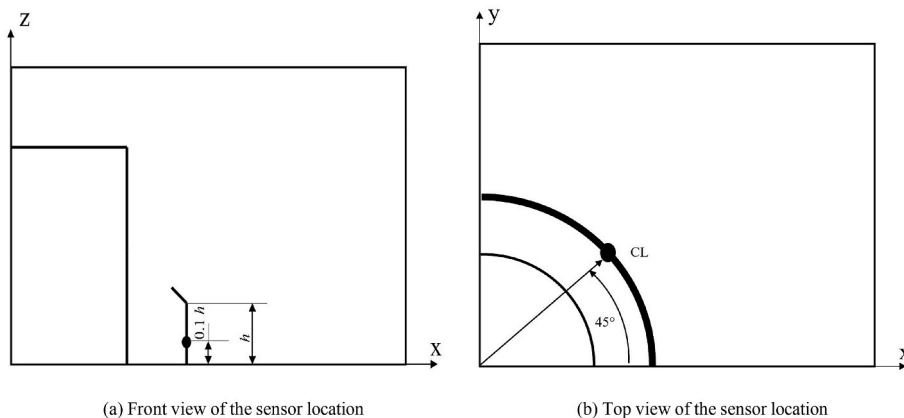 z
y
0.1 h
h
x
CL
45°
x
(a) Front view of the sensor location
(b) Top view of the sensor location